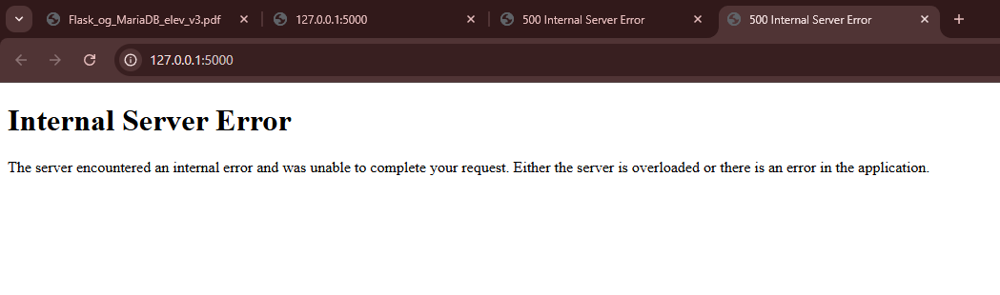 Flask_og_MariaDB_elev_v3.pdf
127.0.0.1:5000
500 Internal Server Error
500 Internal Server Error
127.0.0.1:5000
Internal Server Error
The server encountered an internal error and was unable to complete your request. Either the server is overloaded or there is an error in the application.